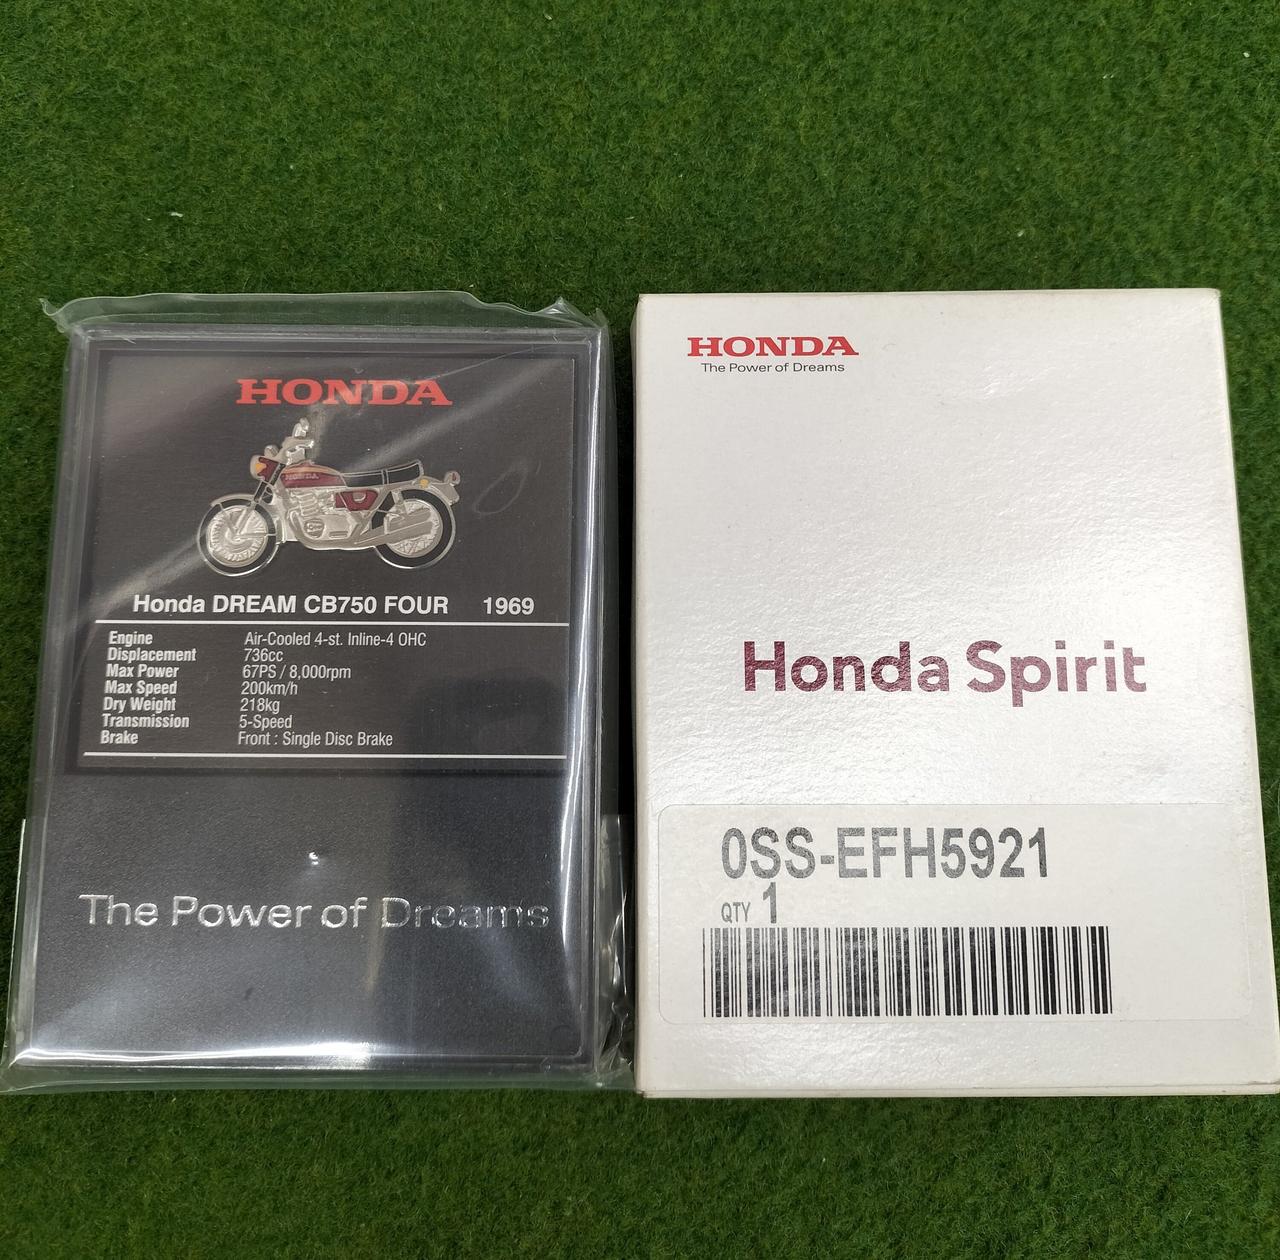 HONDA
HONDA
Honda DREAM CB750 FOUR 1969
Engine Air-Cooled 4-st. Inline-4 OHC
Displacement 736cc
Max Power 67PS / 8,000rpm
Max Speed 200km/h
Dry Weight 218kg
Transmission 5-Speed
Brake Front : Single Disc Brake
The Power of Dreams
HONDA
The Power of Dreams
Honda Spirit
0SS-EFH5921
QTY 1